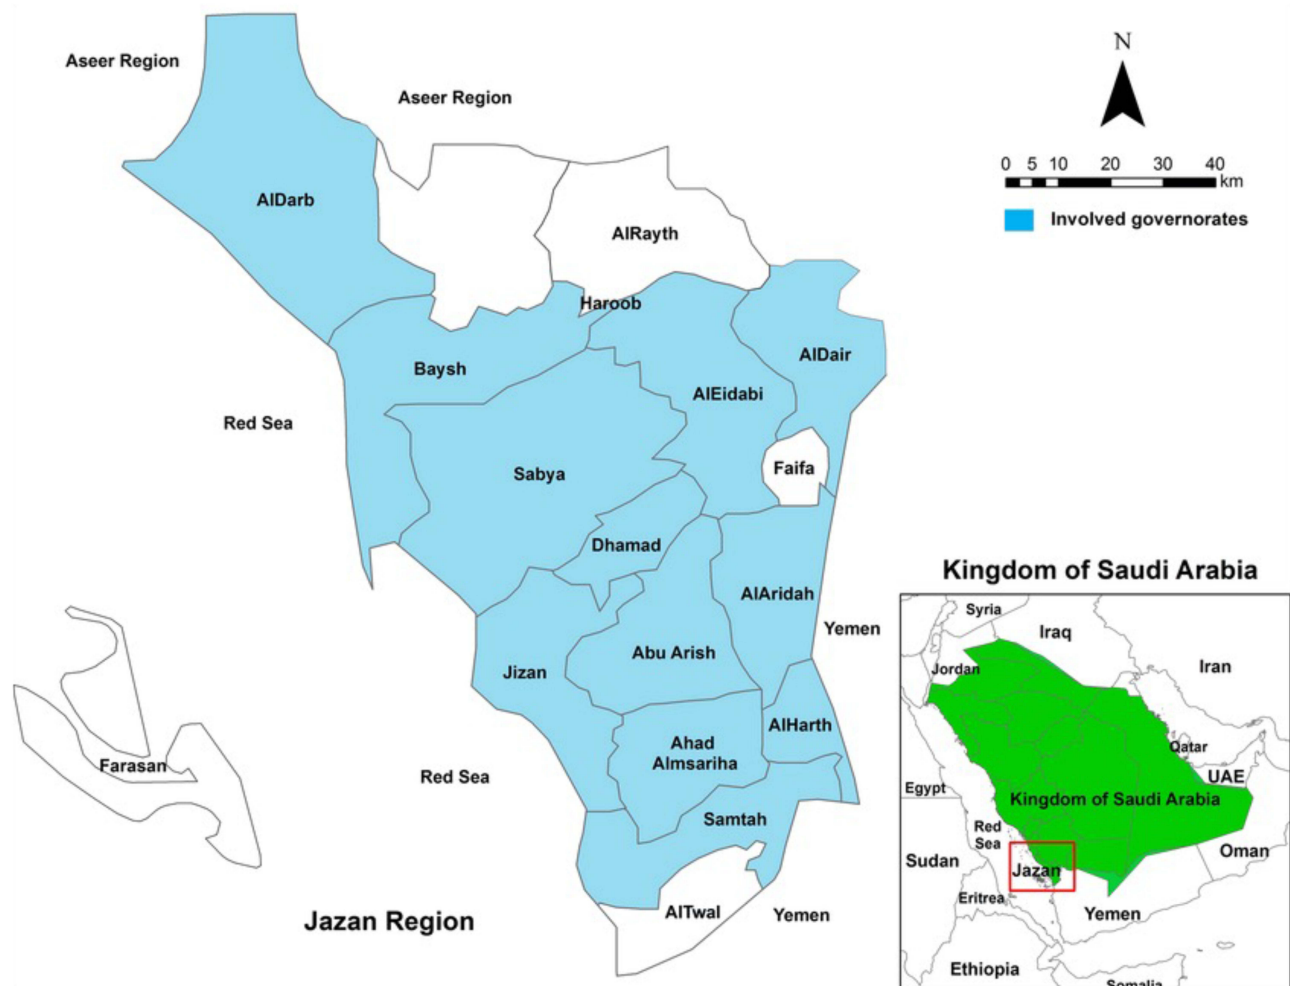 Aseer Region
Aseer Region
N
0 5 10 20 30 40
km
Involved governorates
AlDarb
AlRayth
Haroob
AlDair
Baysh
AlEidabi
Red Sea
Faifa
Sabya
Dhamad
AlAridah
Yemen
Abu Arish
Jizan
AlHarth
Ahad
Almsariha
Farasan
Red Sea
Samtah
AlTwal
Yemen
Jazan Region
Kingdom of Saudi Arabia
Syria
Iraq
Iran
Jordan
Qatar
UAE
Egypt
Kingdom of Saudi Arabia
Red
Sea
Oman
Sudan
Jazan
Eritrea
Yemen
Ethiopia
Somalia